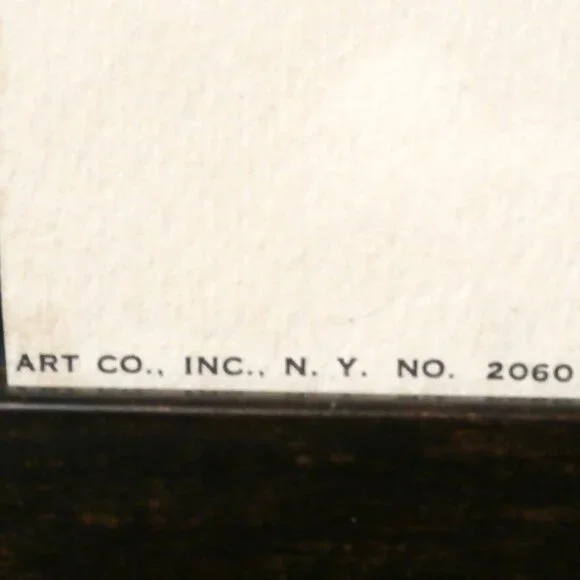 ART CO., INC., N. Y. NO. 2060